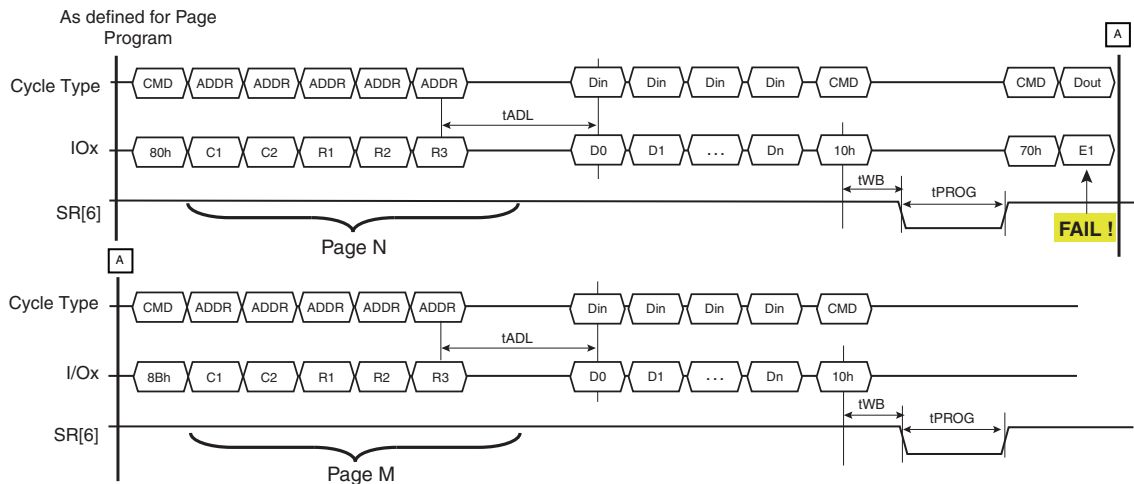 As defined for Page
Program
A
Cycle Type CMD ADDR ADDR ADDR ADDR ADDR Din Din Din Din CMD CMD Dout
tADL
IOx 80h C1 C2 R1 R2 R3 D0 D1 ... Dn 10h 70h E1
tWB tPROG
SR[6]
Page N
FAIL !
A
Cycle Type CMD ADDR ADDR ADDR ADDR ADDR Din Din Din Din CMD
tADL
I/Ox 8Bh C1 C2 R1 R2 R3 D0 D1 ... Dn 10h
tWB tPROG
SR[6]
Page M